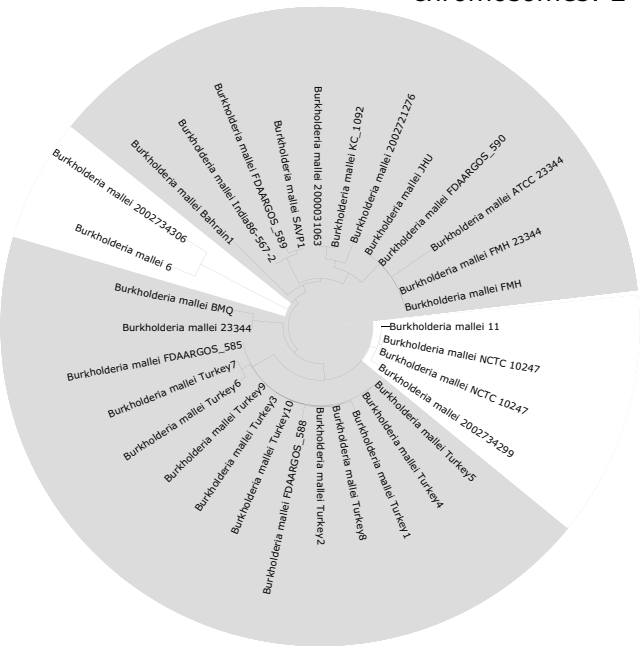 Burkholderia mallei 2000031063
Burkholderia mallei KC_1092
Burkholderia mallei 2002721276
Burkholderia mallei JHU
Burkholderia mallei FDAARGOS_590
Burkholderia mallei ATCC 23344
Burkholderia mallei FMH 23344
Burkholderia mallei FMH
Burkholderia mallei 11
Burkholderia mallei NCTC 10247
Burkholderia mallei NCTC 10247
Burkholderia mallei 2002734299
Burkholderia mallei Turkey5
Burkholderia mallei Turkey4
Burkholderia mallei Turkey1
Burkholderia mallei Turkey8
Burkholderia mallei Turkey2
Burkholderia mallei FDAARGOS_588
Burkholderia mallei Turkey10
Burkholderia mallei Turkey3
Burkholderia mallei Turkey9
Burkholderia mallei Turkey6
Burkholderia mallei Turkey7
Burkholderia mallei FDAARGOS_585
Burkholderia mallei 23344
Burkholderia mallei BMQ
Burkholderia mallei 6
Burkholderia mallei 2002734306
Burkholderia mallei Bahrain1
Burkholderia mallei India86-567-2
Burkholderia mallei FDAARGOS_589
Burkholderia mallei SAVP1